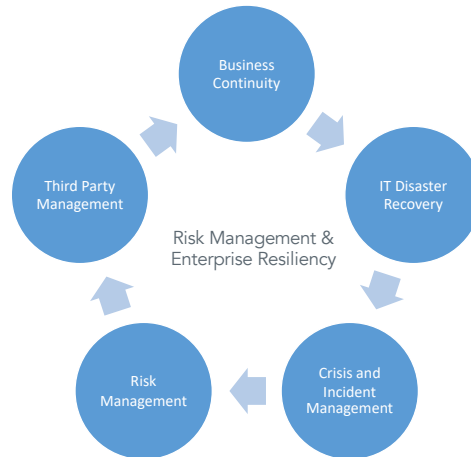 Business
Continuity
IT Disaster
Recovery
Crisis and
Incident
Management
Risk
Management
Third Party
Management
Risk Management &
Enterprise Resiliency